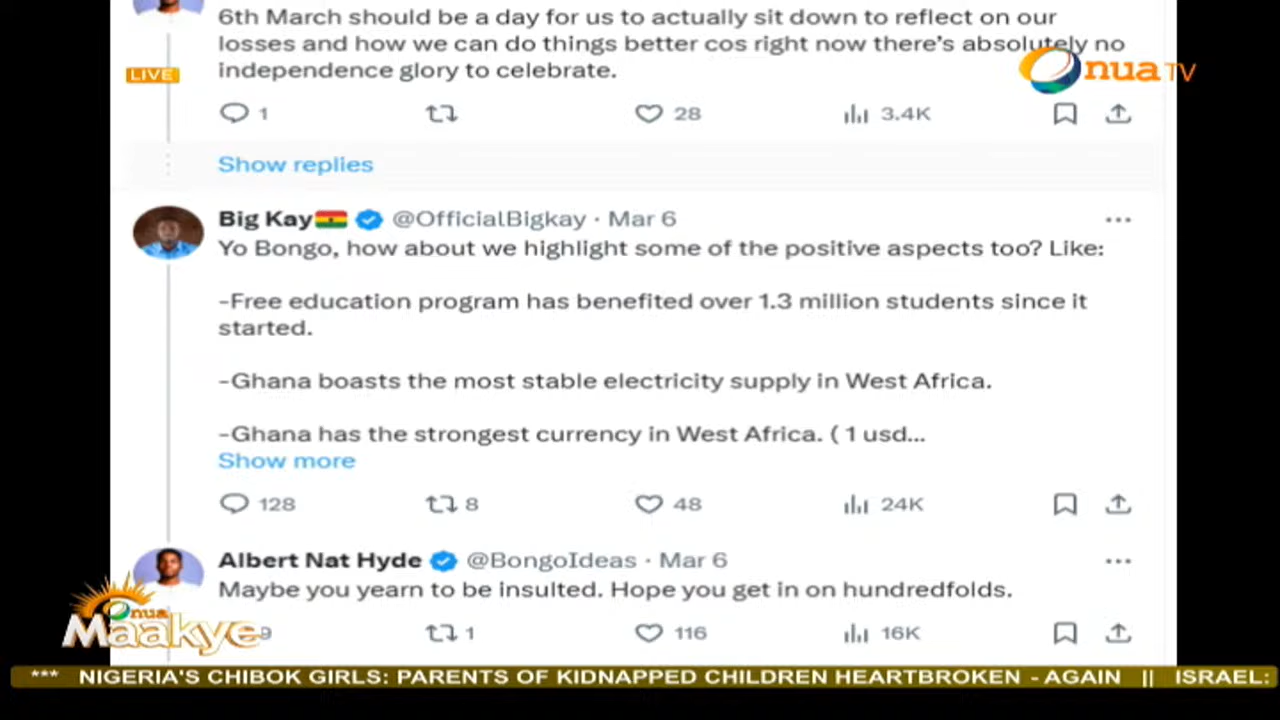 6th March should be a day for us to actually sit down to reflect on our
losses and how we can do things better cos right now there's absolutely no
independence glory to celebrate.
LIVE
Onua TV
1
28
3.4K
Show replies
Big Kay @OfficialBigkay · Mar 6
Yo Bongo, how about we highlight some of the positive aspects too? Like:
-Free education program has benefited over 1.3 million students since it
started.
-Ghana boasts the most stable electricity supply in West Africa.
-Ghana has the strongest currency in West Africa. ( 1 usd...
Show more
128
8
48
24K
Albert Nat Hyde @BongoIdeas · Mar 6
Maybe you yearn to be insulted. Hope you get in on hundredfolds.
1
116
16K
Onua
Maakye
*** NIGERIA'S CHIBOK GIRLS: PARENTS OF KIDNAPPED CHILDREN HEARTBROKEN - AGAIN || ISRAEL: